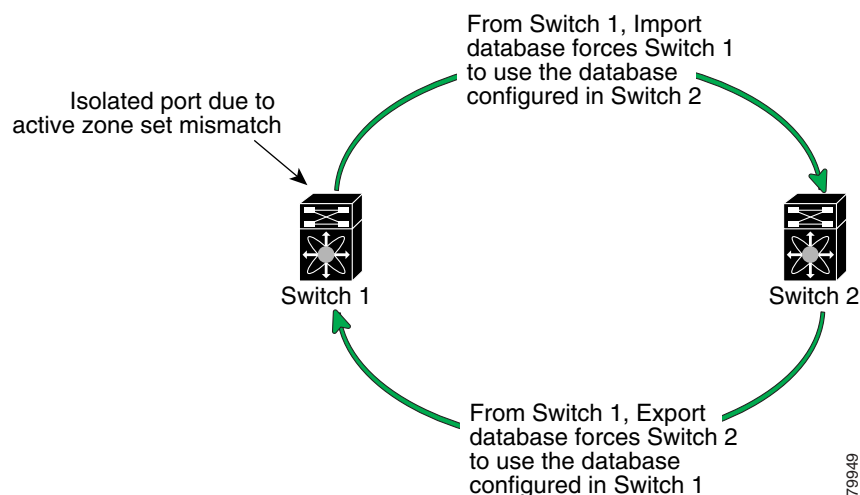 From Switch 1, Import
database forces Switch 1
to use the database
configured in Switch 2
Isolated port due to
active zone set mismatch
Switch 1
Switch 2
From Switch 1, Export
database forces Switch 2
to use the database
configured in Switch 1
79949